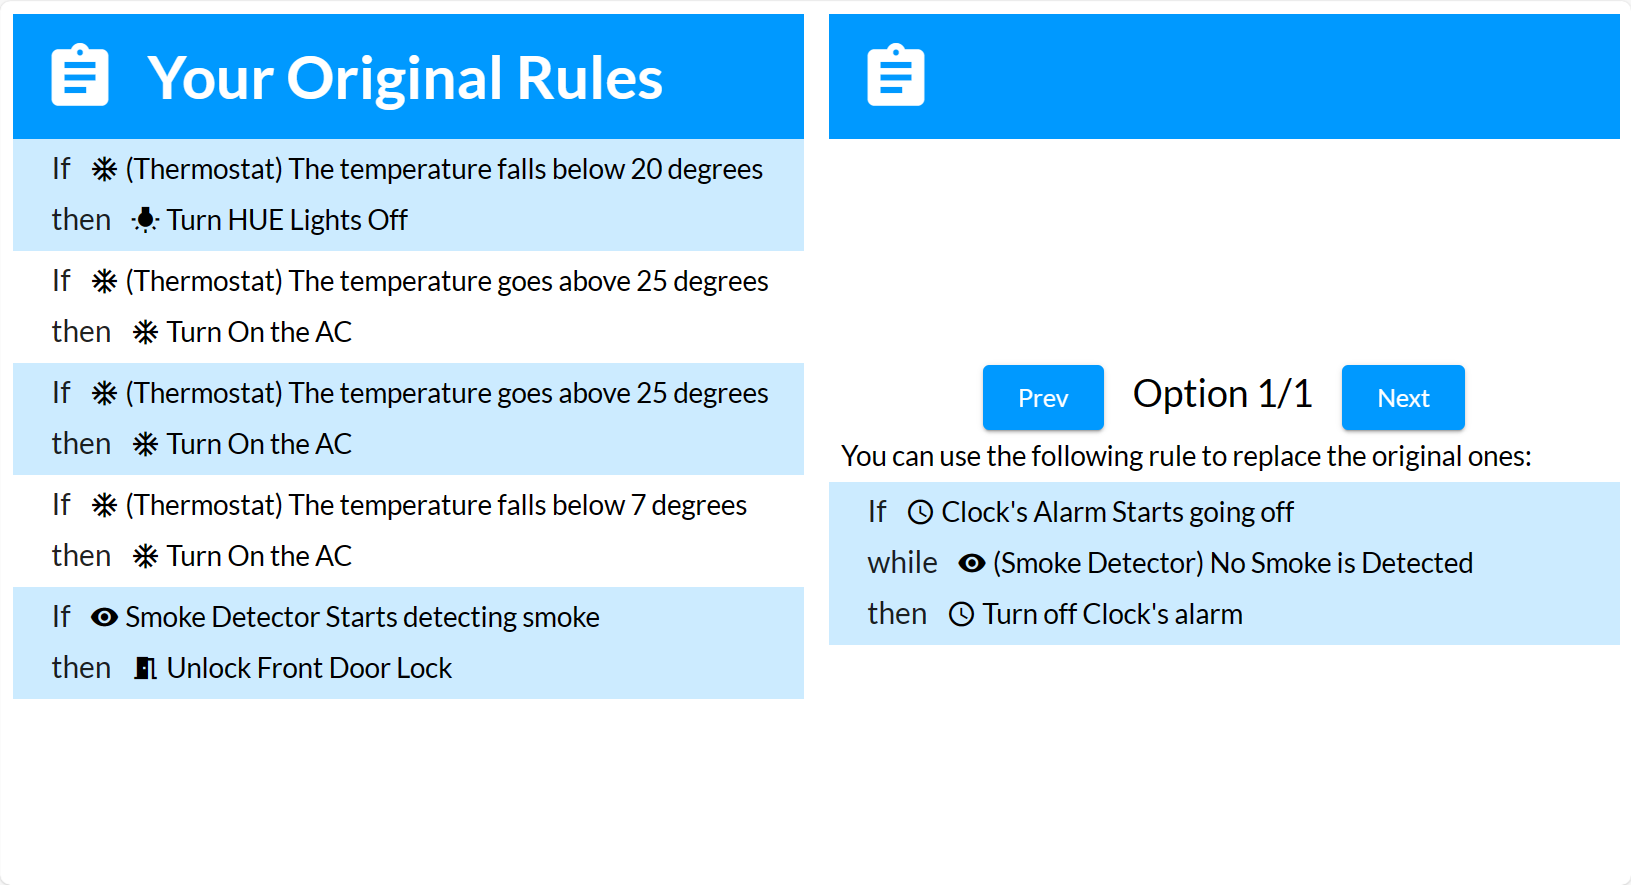 Your Original Rules
If (Thermostat) The temperature falls below 20 degrees
then Turn HUE Lights Off
If (Thermostat) The temperature goes above 25 degrees
then Turn On the AC
If (Thermostat) The temperature goes above 25 degrees
then Turn On the AC
If (Thermostat) The temperature falls below 7 degrees
then Turn On the AC
If Smoke Detector Starts detecting smoke
then Unlock Front Door Lock
Prev Option 1/1 Next
You can use the following rule to replace the original ones:
If Clock's Alarm Starts going off
while (Smoke Detector) No Smoke is Detected
then Turn off Clock's alarm